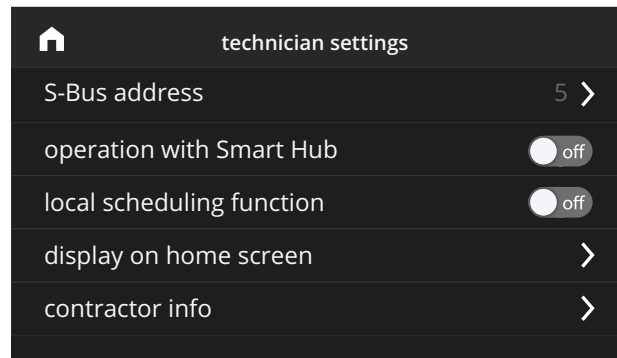 technician settings
S-Bus address 5
operation with Smart Hub off
local scheduling function off
display on home screen
contractor info